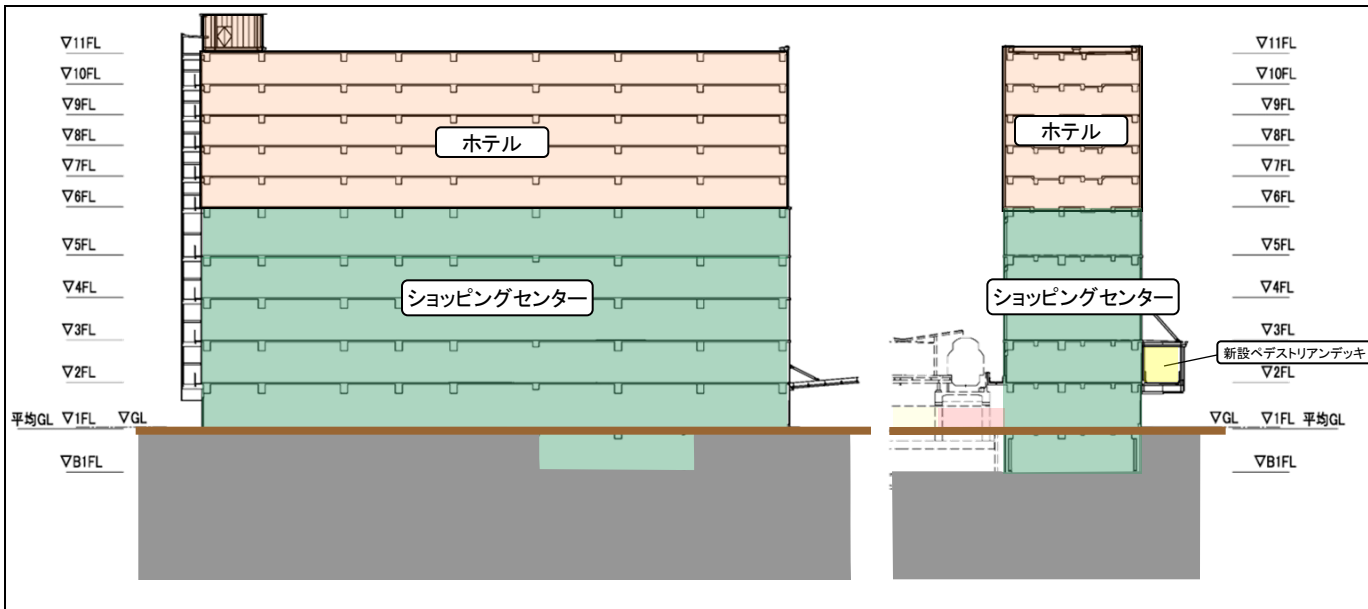 ▽11FL
▽10FL
▽9FL
▽8FL
▽7FL
▽6FL
▽5FL
▽4FL
▽3FL
▽2FL
平均GL ▽1FL ▽GL
▽B1FL
ホテル
ショッピングセンター
ホテル
ショッピングセンター
新設ペデストリアンデッキ
▽11FL
▽10FL
▽9FL
▽8FL
▽7FL
▽6FL
▽5FL
▽4FL
▽3FL
▽2FL
▽GL ▽1FL 平均GL
▽B1FL